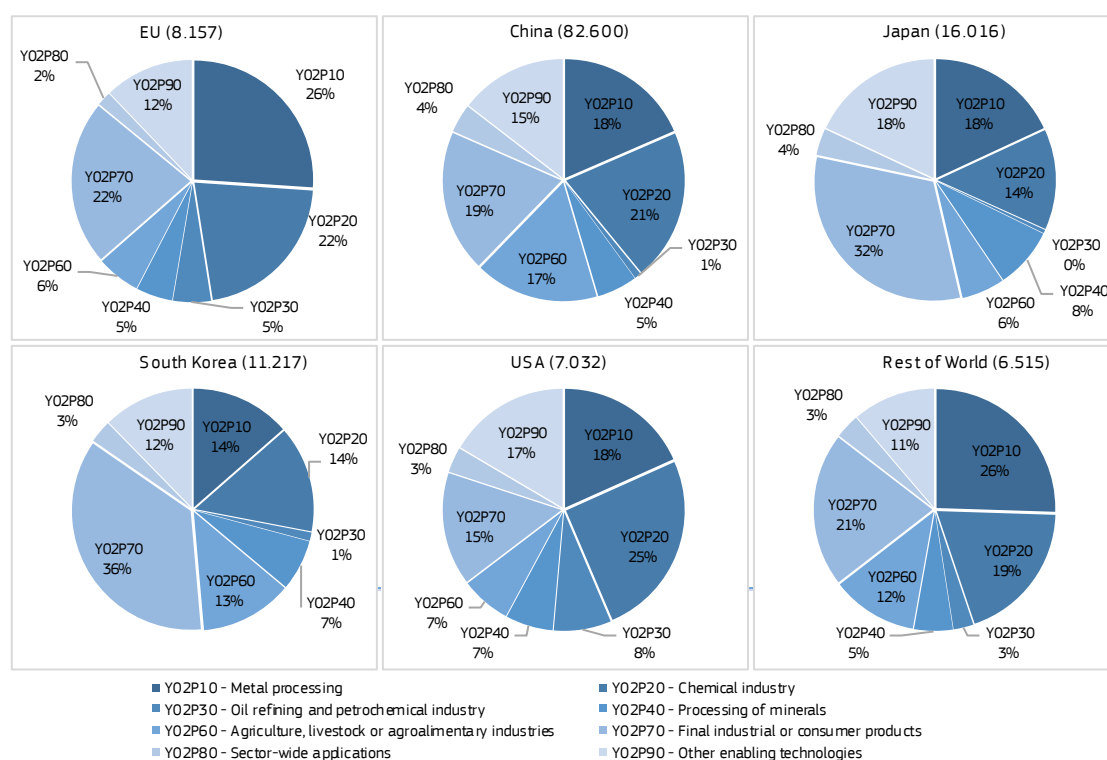 EU (8.157)
Y02P10
26%
Y02P20
22%
Y02P30
5%
Y02P40
5%
Y02P60
6%
Y02P70
22%
Y02P80
2%
Y02P90
12%
China (82.600)
Y02P10
18%
Y02P20
21%
Y02P30
1%
Y02P40
5%
Y02P60
17%
Y02P70
19%
Y02P80
4%
Y02P90
15%
Japan (16.016)
Y02P10
18%
Y02P20
14%
Y02P30
0%
Y02P40
8%
Y02P60
6%
Y02P70
32%
Y02P80
4%
Y02P90
18%
South Korea (11.217)
Y02P10
14%
Y02P20
14%
Y02P30
1%
Y02P40
7%
Y02P60
13%
Y02P70
36%
Y02P80
3%
Y02P90
12%
USA (7.032)
Y02P10
18%
Y02P20
25%
Y02P30
8%
Y02P40
7%
Y02P60
7%
Y02P70
15%
Y02P80
3%
Y02P90
17%
Rest of World (6.515)
Y02P10
26%
Y02P20
19%
Y02P30
3%
Y02P40
5%
Y02P60
12%
Y02P70
21%
Y02P80
3%
Y02P90
11%
Y02P10 - Metal processing
Y02P20 - Chemical industry
Y02P30 - Oil refining and petrochemical industry
Y02P40 - Processing of minerals
Y02P60 - Agriculture, livestock or agroalimentary industries
Y02P70 - Final industrial or consumer products
Y02P80 - Sector-wide applications
Y02P90 - Other enabling technologies